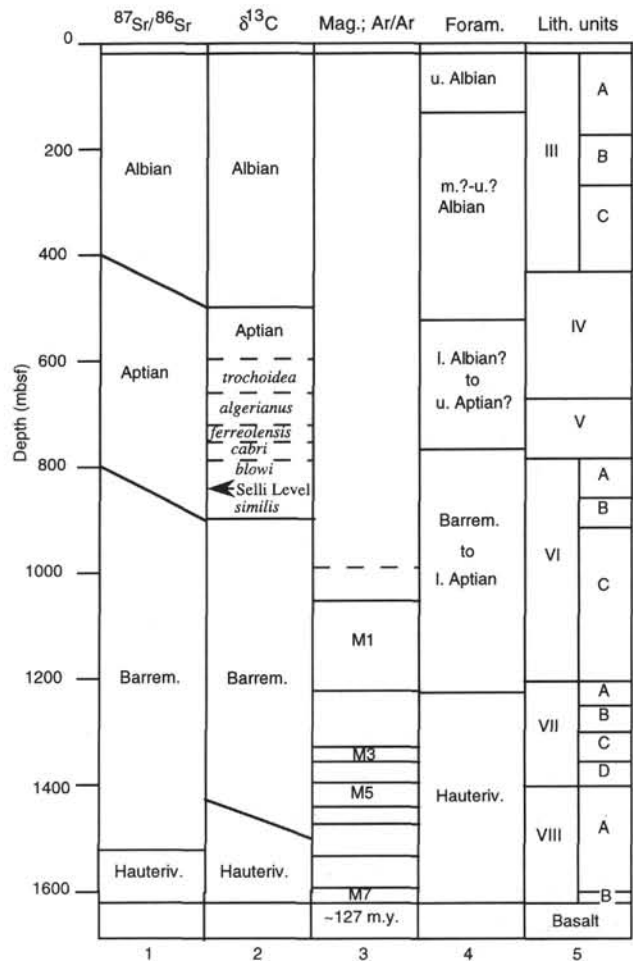 87Sr/86Sr δ13C Mag.; Ar/Ar Foram. Lith. units
Depth (mbsf)
0
200
400
600
800
1000
1200
1400
1600
Albian
Aptian
Barrem.
Hauteriv.
1
Albian
Aptian
trochoidea
algerianus
ferreolensis
cabri
blowi
Selli Level
similis
Barrem.
Hauteriv.
2
M1
M3
M5
M7
~127 m.y.
3
u. Albian
m.?-u.?
Albian
l. Albian?
to
u. Aptian?
Barrem.
to
l. Aptian
Hauteriv.
4
III
A
B
C
IV
V
VI
A
B
C
VII
A
B
C
D
VIII
A
B
Basalt
5